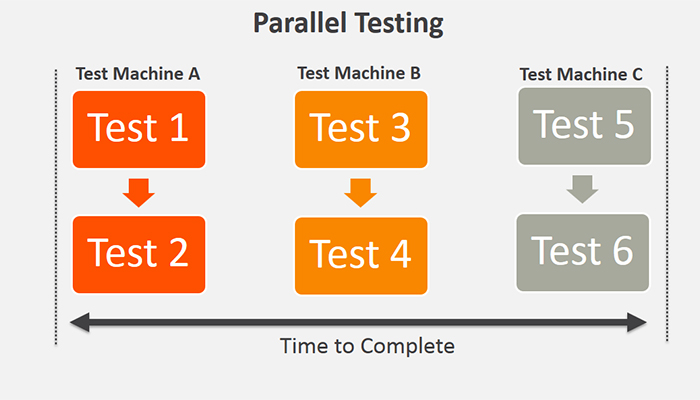 Parallel Testing
Test Machine A
Test Machine B
Test Machine C
Test 1
Test 3
Test 5
Test 2
Test 4
Test 6
Time to Complete